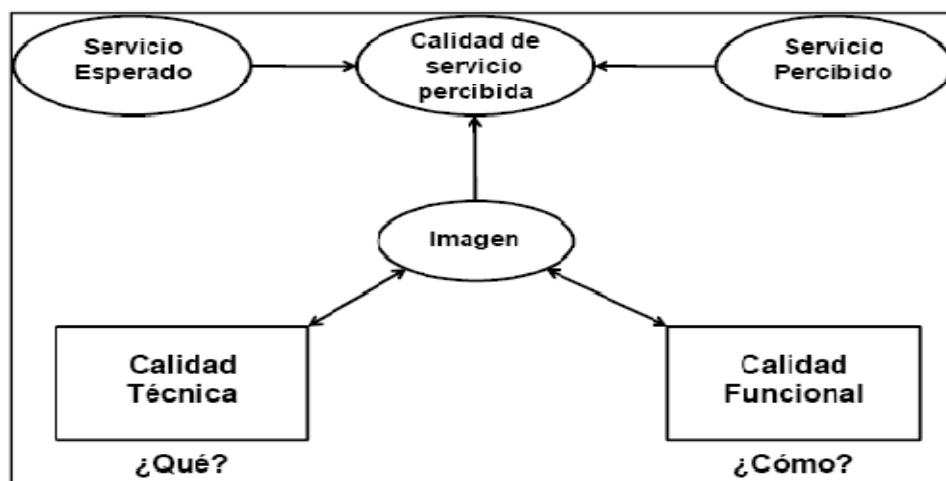 Servicio
Esperado
Calidad de
servicio
percibida
Servicio
Percibido
Imagen
Calidad
Técnica
Calidad
Funcional
¿Qué?
¿Cómo?